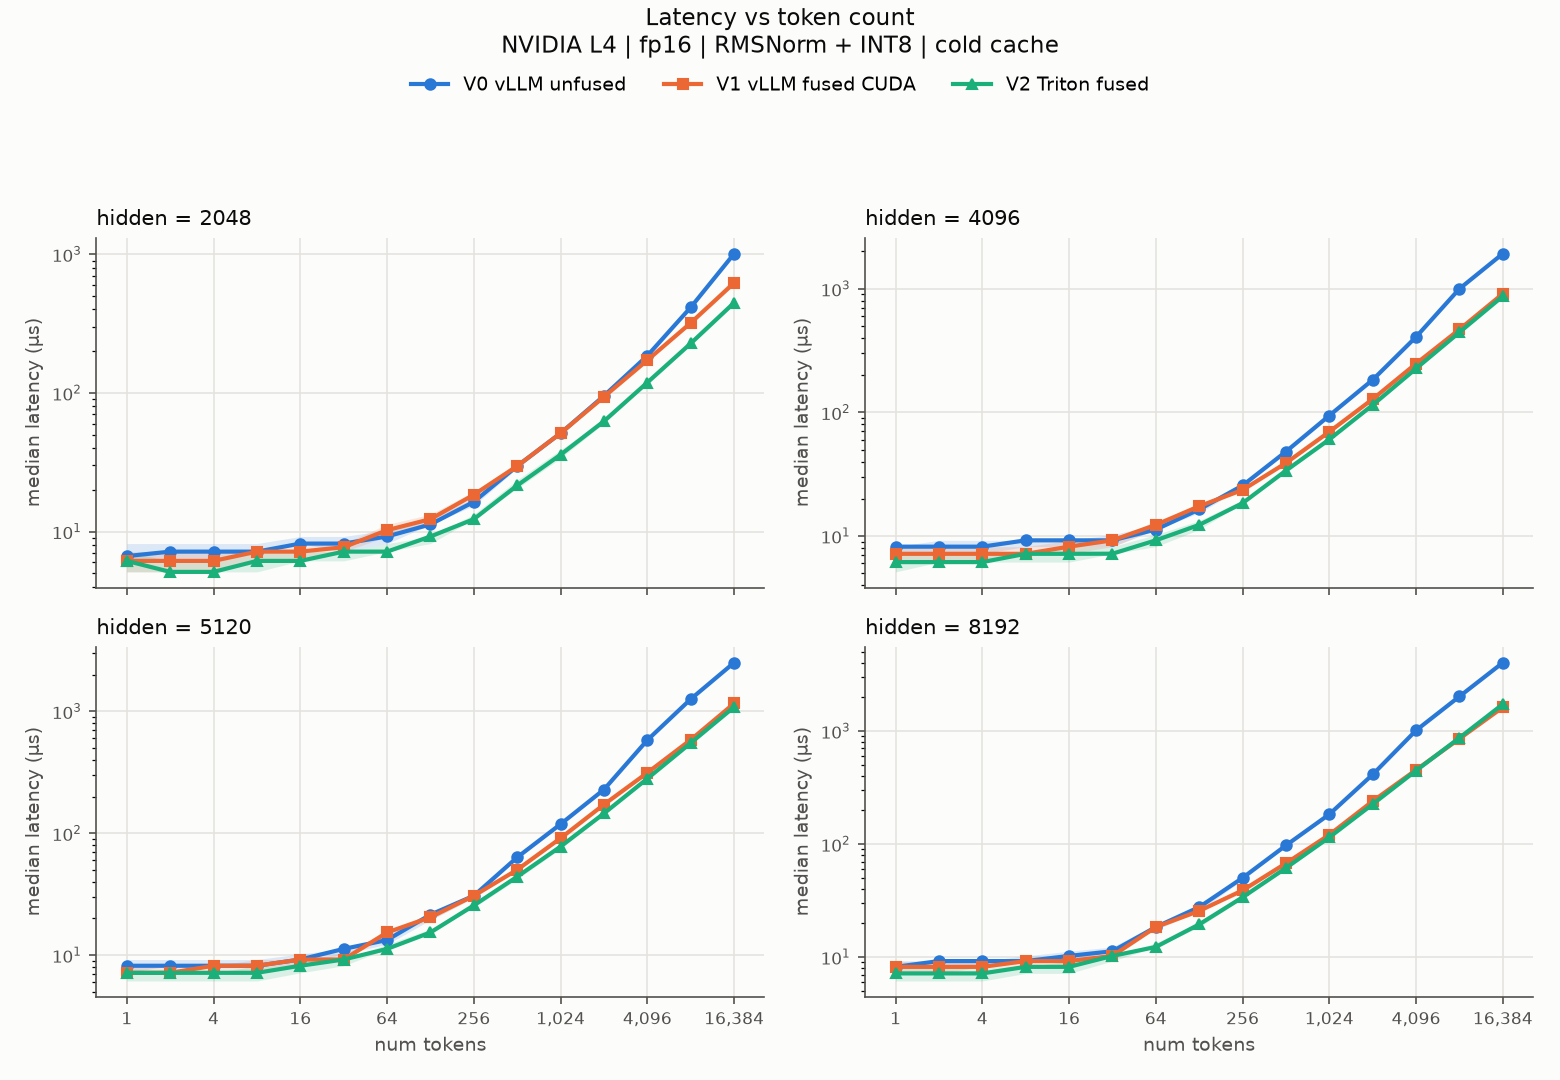 Latency vs token count
NVIDIA L4 | fp16 | RMSNorm + INT8 | cold cache
V0 vLLM unfused V1 vLLM fused CUDA V2 Triton fused
hidden = 2048
10³
10²
10¹
median latency (µs)
hidden = 4096
10³
10²
10¹
median latency (µs)
hidden = 5120
10³
10²
10¹
median latency (µs)
1 4 16 64 256 1,024 4,096 16,384
num tokens
hidden = 8192
10³
10²
10¹
median latency (µs)
1 4 16 64 256 1,024 4,096 16,384
num tokens